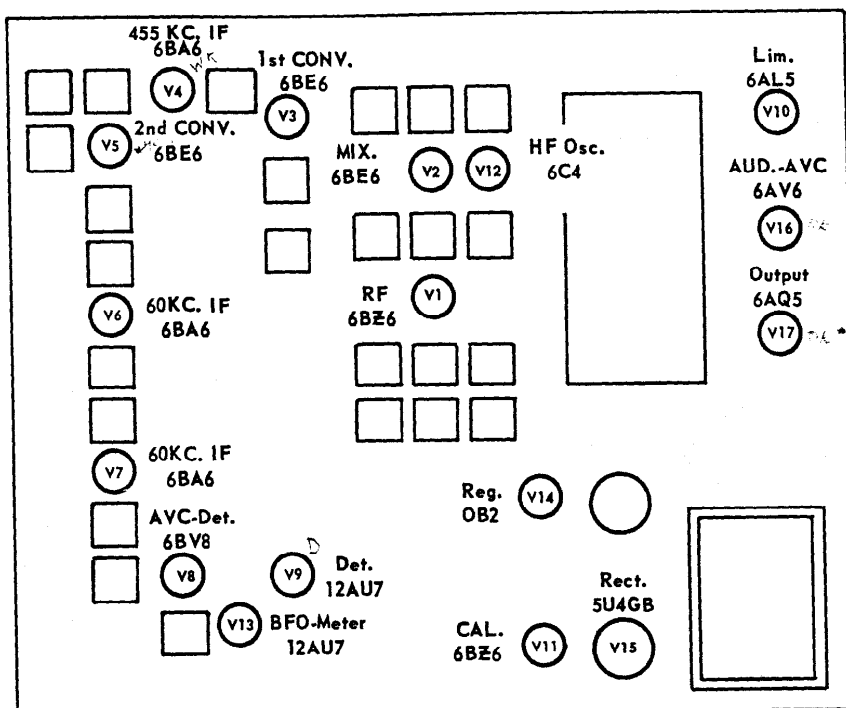 455 KC. IF
6BA6
V4
1st CONV.
6BE6
V3
Lim.
6AL5
V10
V5
2nd CONV.
6BE6
MIX.
6BE6
V2
V12
HF Osc.
6C4
AUD.-AVC
6AV6
V16
V6
60KC. IF
6BA6
RF
6BZ6
V1
Output
6AQ5
V17
V7
60KC. IF
6BA6
Reg.
OB2
V14
AVC-Det.
6BV8
V8
D
V9
Det.
12AU7
V13
BFO-Meter
12AU7
CAL.
6BZ6
V11
Rect.
5U4GB
V15